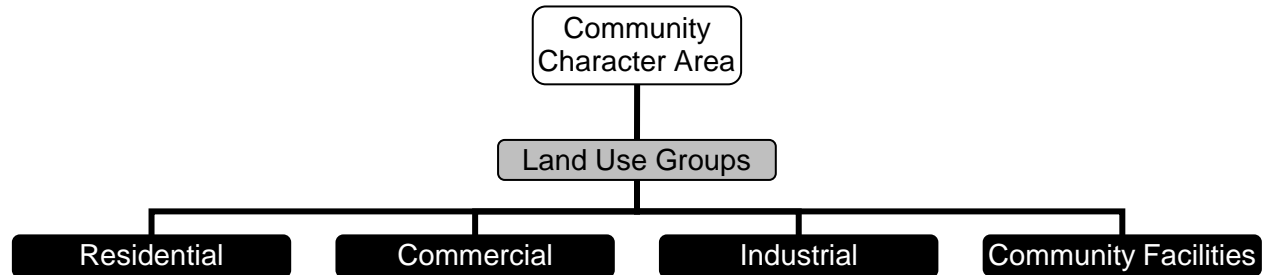 Community
Character Area
Land Use Groups
Residential
Commercial
Industrial
Community Facilities